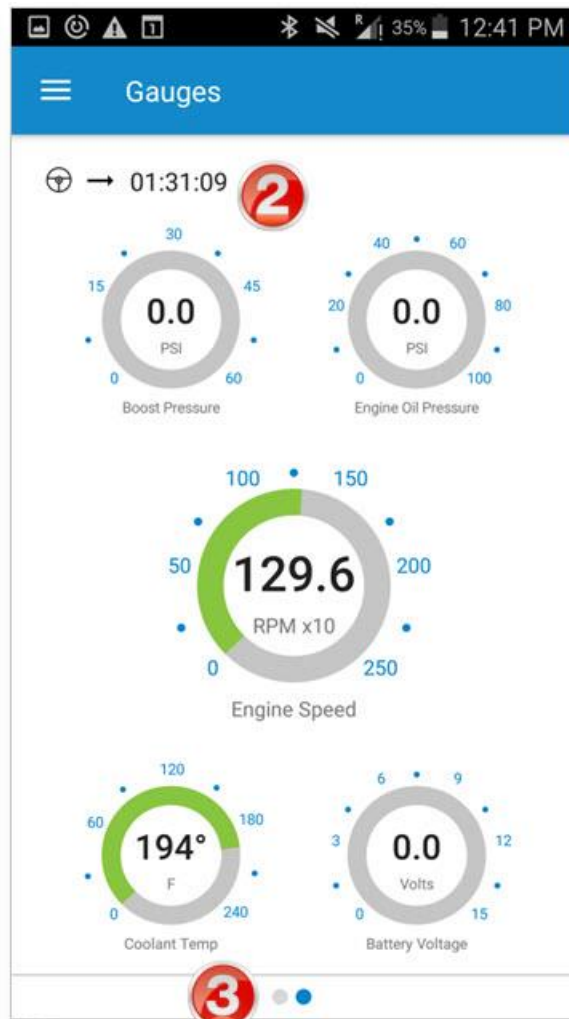 1 R 35% 12:41 PM
Gauges
01:31:09 2
30
15 45
0.0
PSI
0 60
Boost Pressure
40 60
20 80
0.0
PSI
0 100
Engine Oil Pressure
100 150
50 200
129.6
RPM x10
0 250
Engine Speed
120
60 180
194°
F
0 240
Coolant Temp
6 9
3 12
0.0
Volts
0 15
Battery Voltage
3